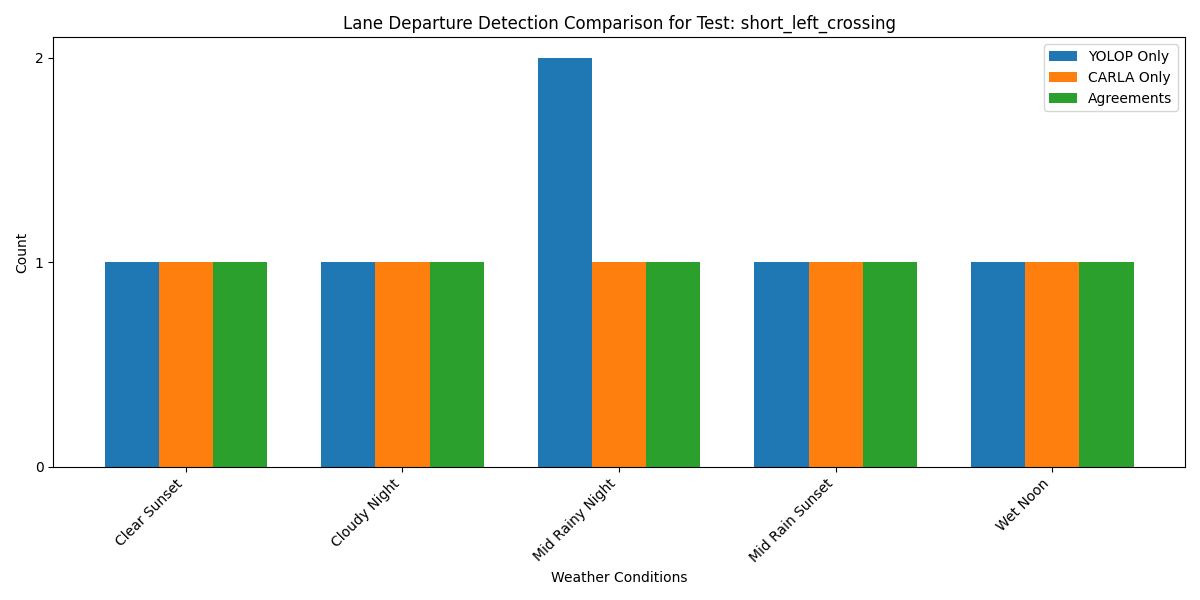 Lane Departure Detection Comparison for Test: short_left_crossing
YOLOP Only
CARLA Only
Agreements
Count
2
1
0
Clear Sunset
Cloudy Night
Mid Rainy Night
Mid Rain Sunset
Wet Noon
Weather Conditions